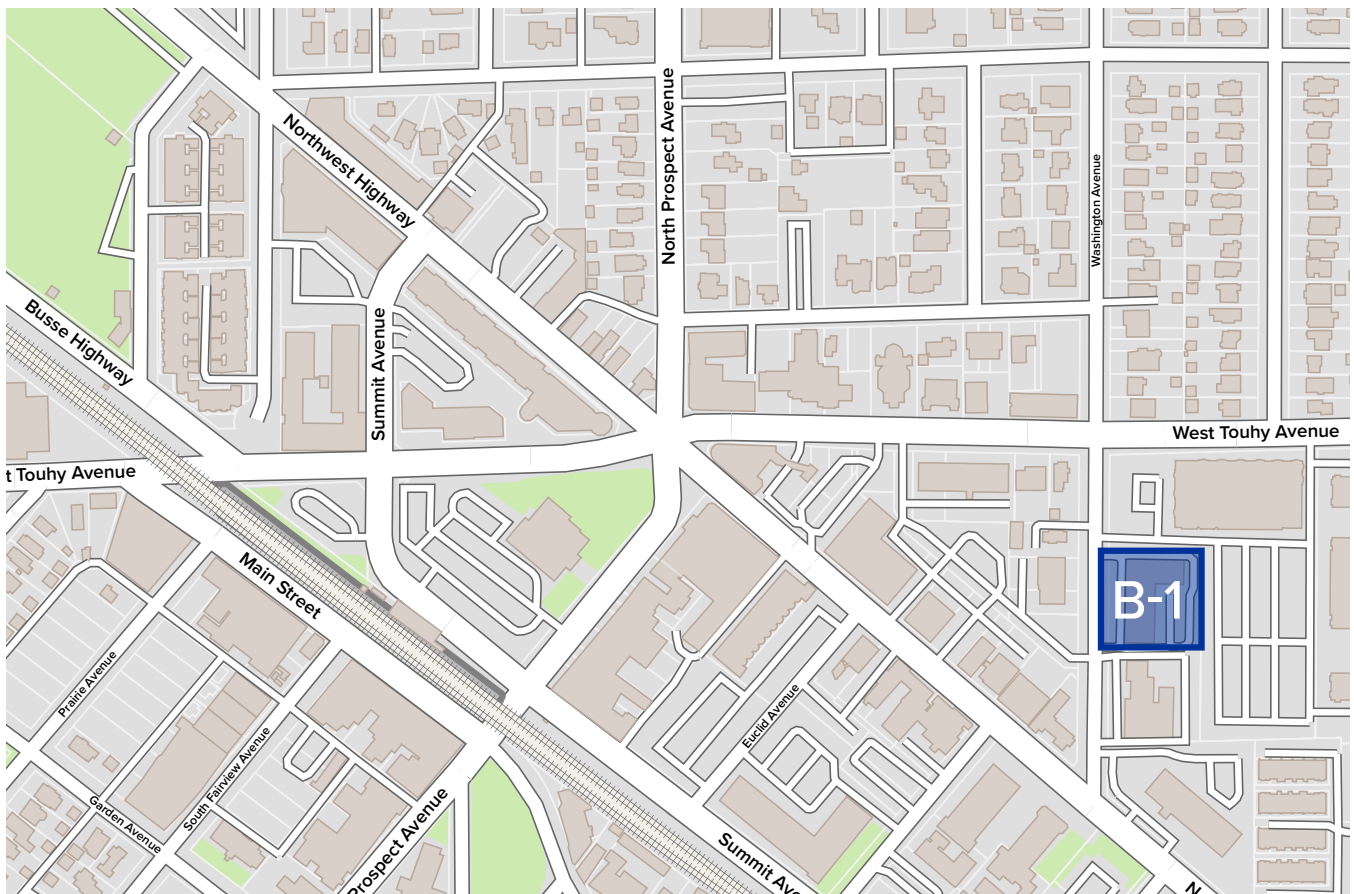 Northwest Highway
North Prospect Avenue
Washington Avenue
Busse Highway
Summit Avenue
West Touhy Avenue
t Touhy Avenue
Main Street
B-1
Prairie Avenue
Euclid Avenue
South Fairview Avenue
Garden Avenue
Prospect Avenue
Summit Ave
N